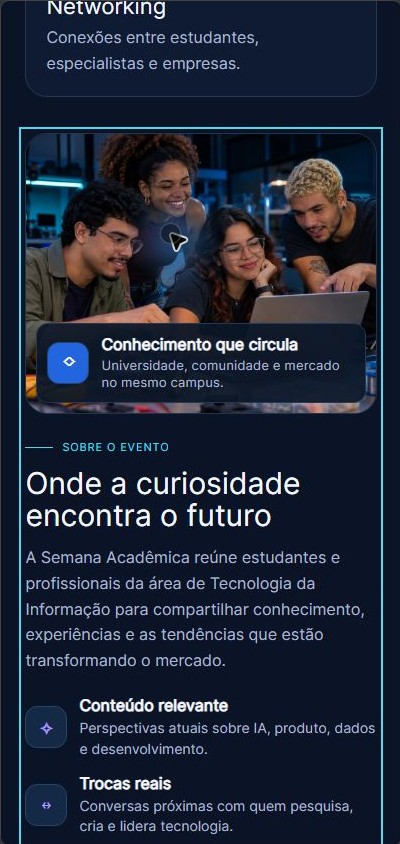 Networking
Conexões entre estudantes,
especialistas e empresas.
Conhecimento que circula
Universidade, comunidade e mercado
no mesmo campus.
SOBRE O EVENTO
Onde a curiosidade
encontra o futuro
A Semana Acadêmica reúne estudantes e
profissionais da área de Tecnologia da
Informação para compartilhar conhecimento,
experiências e as tendências que estão
transformando o mercado.
Conteúdo relevante
Perspectivas atuais sobre IA, produto, dados
e desenvolvimento.
Trocas reais
Conversas próximas com quem pesquisa,
cria e lidera tecnologia.